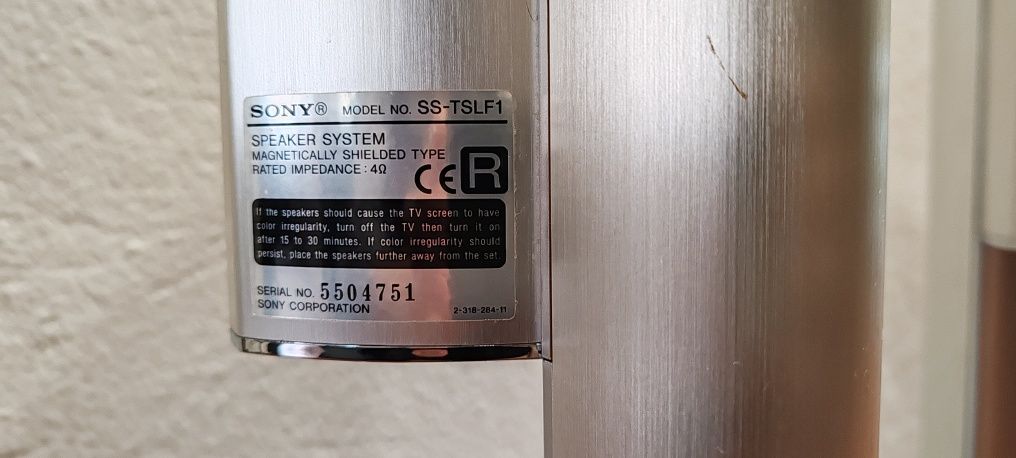 SONY® MODEL NO. SS-TSLF1
SPEAKER SYSTEM
MAGNETICALLY SHIELDED TYPE
RATED IMPEDANCE : 4Ω
CE R
If the speakers should cause the TV screen to have
color irregularity, turn off the TV then turn it on
after 15 to 30 minutes. If color irregularity should
persist, place the speakers further away from the set.
SERIAL NO. 5504751
SONY CORPORATION 2-318-284-11